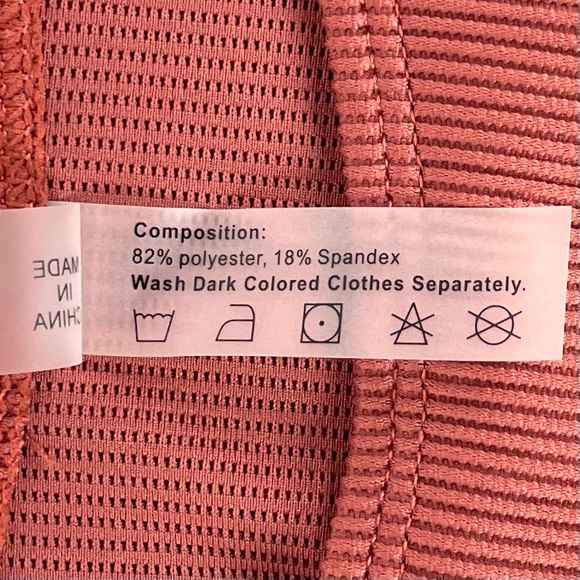 Composition:
82% polyester, 18% Spandex
Wash Dark Colored Clothes Separately.
MADE
IN
CHINA